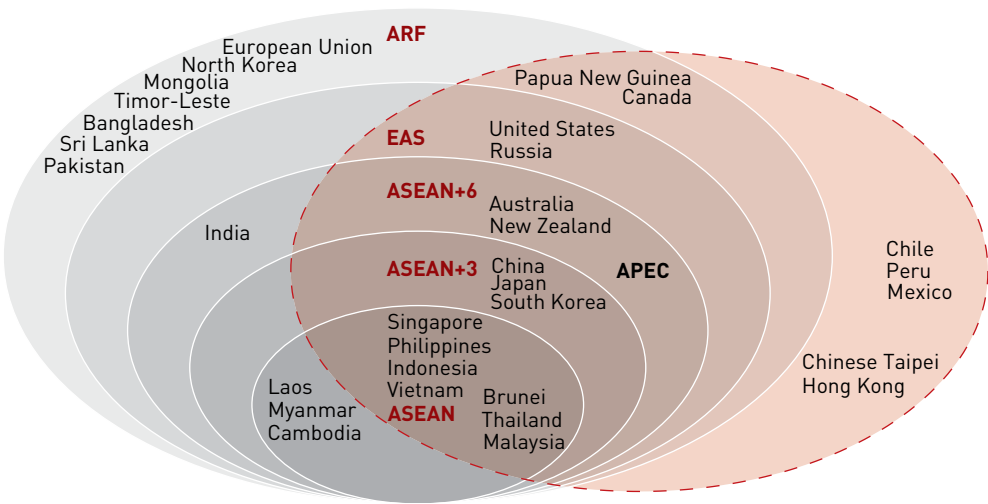 ARF
European Union
North Korea
Mongolia
Timor-Leste
Bangladesh
Sri Lanka
Pakistan
Papua New Guinea
Canada
EAS
United States
Russia
ASEAN+6
Australia
New Zealand
India
ASEAN+3
China
Japan
South Korea
APEC
Chile
Peru
Mexico
Chinese Taipei
Hong Kong
Singapore
Philippines
Indonesia
Vietnam
ASEAN
Laos
Myanmar
Cambodia
Brunei
Thailand
Malaysia